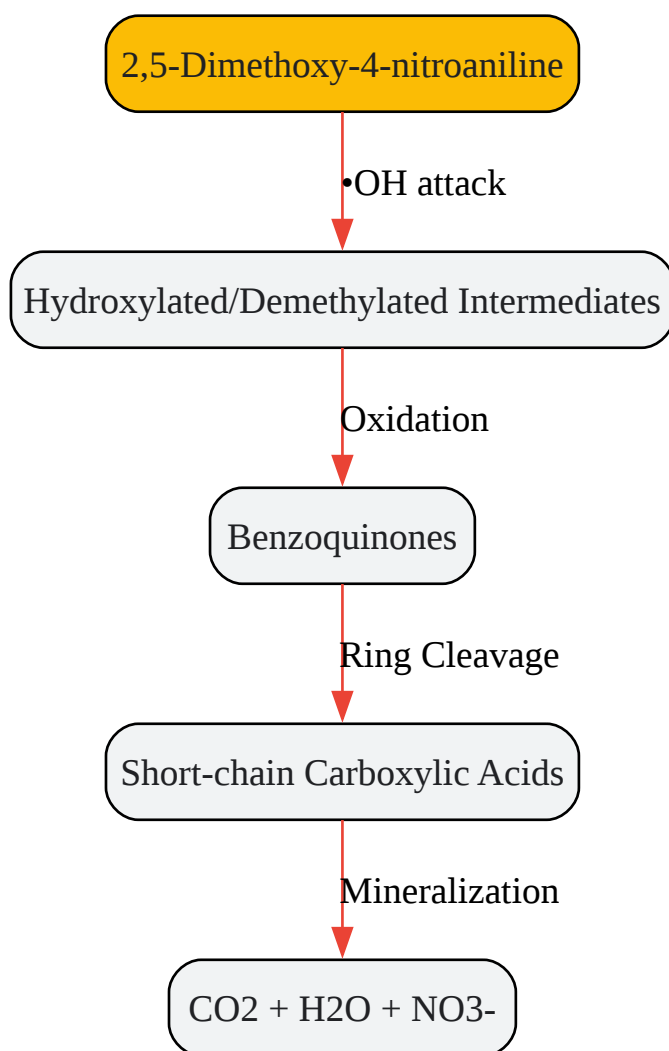 2,5-Dimethoxy-4-nitroaniline
•OH attack
Hydroxylated/Demethylated Intermediates
Oxidation
Benzoquinones
Ring Cleavage
Short-chain Carboxylic Acids
Mineralization
CO2 + H2O + NO3-